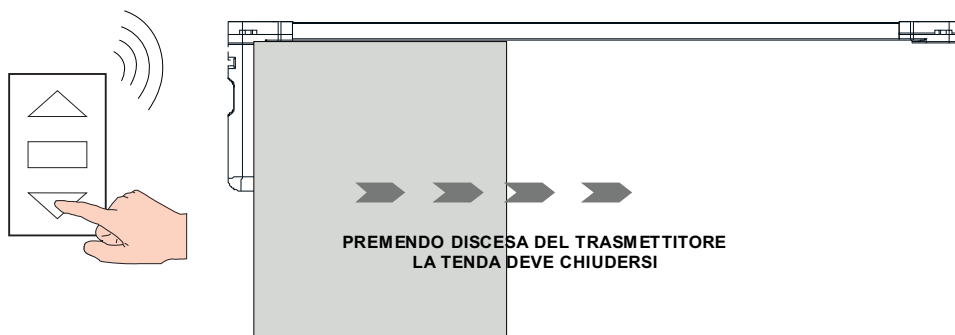 PREMENDO DISCESA DEL TRASMETTITORE
LA TENDA DEVE CHIUDERSI